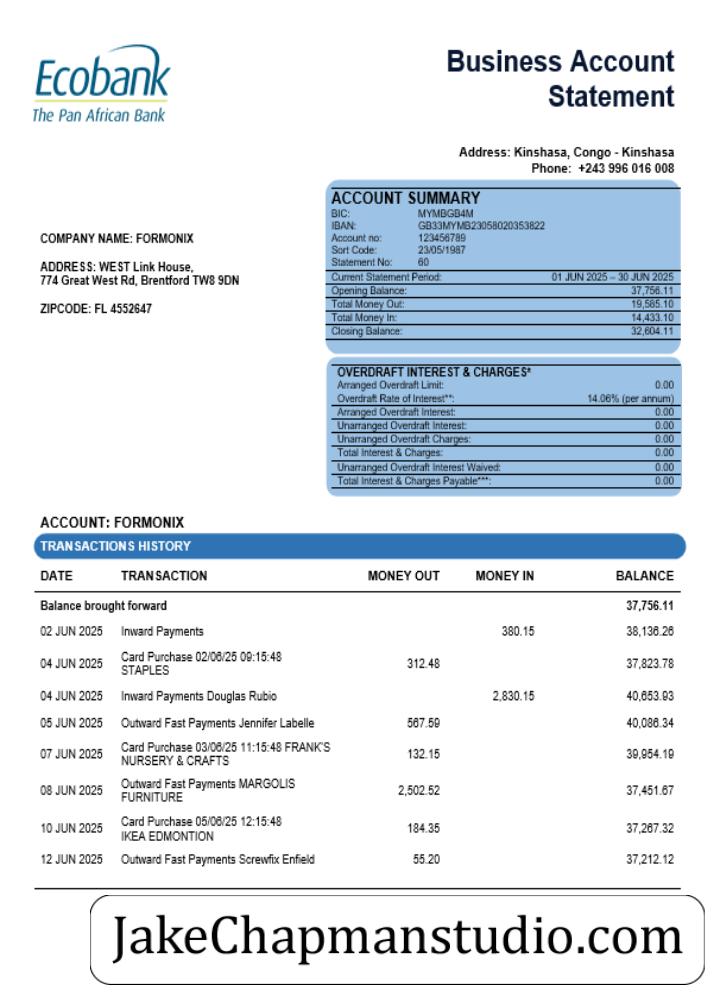 Ecobank
The Pan African Bank
Business Account
Statement
Address: Kinshasa, Congo - Kinshasa
Phone: +243 996 016 008
COMPANY NAME: FORMONIX
ADDRESS: WEST Link House,
774 Great West Rd, Brentford TW8 9DN
ZIPCODE: FL 4552647
ACCOUNT SUMMARY
BIC: MYMBGB4M
IBAN: GB33MYMB23058020353822
Account no: 123456789
Sort Code: 23/05/1987
Statement No: 60
Current Statement Period: 01 JUN 2025 – 30 JUN 2025
Opening Balance: 37,756.11
Total Money Out: 19,585.10
Total Money In: 14,433.10
Closing Balance: 32,604.11
OVERDRAFT INTEREST & CHARGES*
Arranged Overdraft Limit: 0.00
Overdraft Rate of Interest**: 14.06% (per annum)
Arranged Overdraft Interest: 0.00
Unarranged Overdraft Interest: 0.00
Unarranged Overdraft Charges: 0.00
Total Interest & Charges: 0.00
Unarranged Overdraft Interest Waived: 0.00
Total Interest & Charges Payable***: 0.00
ACCOUNT: FORMONIX
TRANSACTIONS HISTORY
DATE TRANSACTION MONEY OUT MONEY IN BALANCE
Balance brought forward 37,756.11
02 JUN 2025 Inward Payments 380.15 38,136.26
04 JUN 2025 Card Purchase 02/06/25 09:15:48 312.48 37,823.78
STAPLES
04 JUN 2025 Inward Payments Douglas Rubio 2,830.15 40,653.93
05 JUN 2025 Outward Fast Payments Jennifer Labelle 567.59 40,086.34
07 JUN 2025 Card Purchase 03/06/25 11:15:48 FRANK'S 132.15 39,954.19
NURSERY & CRAFTS
08 JUN 2025 Outward Fast Payments MARGOLIS 2,502.52 37,451.67
FURNITURE
10 JUN 2025 Card Purchase 05/06/25 12:15:48 184.35 37,267.32
IKEA EDMONTION
12 JUN 2025 Outward Fast Payments Screwfix Enfield 55.20 37,212.12
JakeChapmanstudio.com